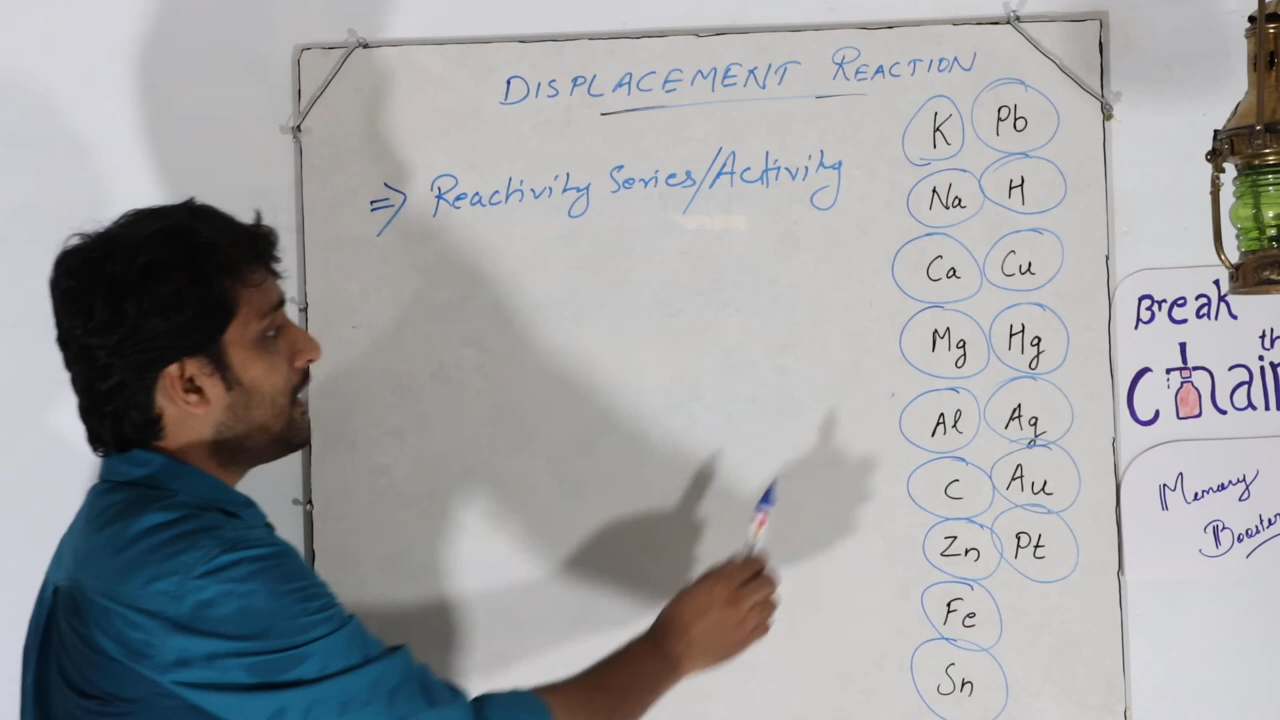 DISPLACEMENT REACTION
=> Reactivity Series/Activity
K Pb
Na H
Ca Cu
Mg Hg
Al Ag
C Au
Zn Pt
Fe
Sn
Break
th
Chain
Memory
Booster